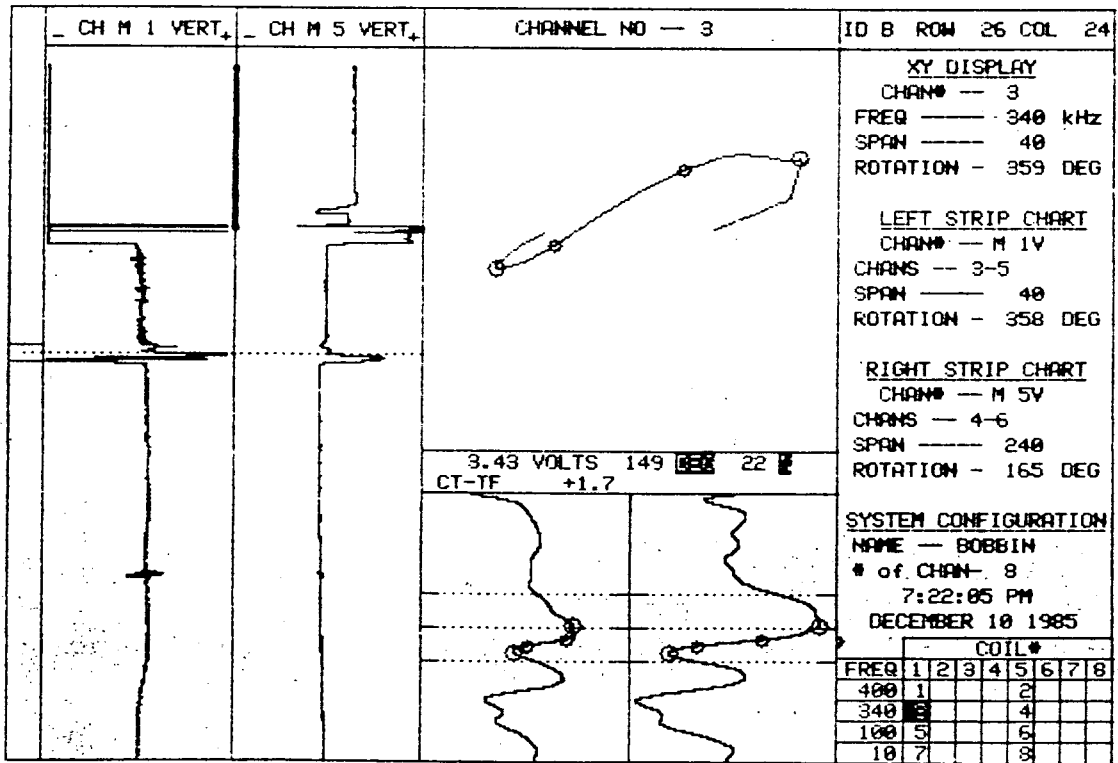 _ CH M 1 VERT + _ CH M 5 VERT +
CHANNEL NO -- 3
ID B ROW 26 COL 24
XY DISPLAY
CHAN# -- 3
FREQ ----- 340 kHz
SPAN ----- 40
ROTATION - 359 DEG
LEFT STRIP CHART
CHAN# -- M 1V
CHANS -- 3-5
SPAN ----- 40
ROTATION - 358 DEG
RIGHT STRIP CHART
CHAN# -- M 5V
CHANS -- 4-6
SPAN ----- 240
ROTATION - 165 DEG
3.43 VOLTS 149 DEG 22
CT-TF +1.7
SYSTEM CONFIGURATION
NAME -- BOBBIN
# of CHAN- 8
7:22:05 PM
DECEMBER 10 1985
COIL#
FREQ 1 2 3 4 5 6 7 8
400 1 2
340 3 4
100 5 6
10 7 8